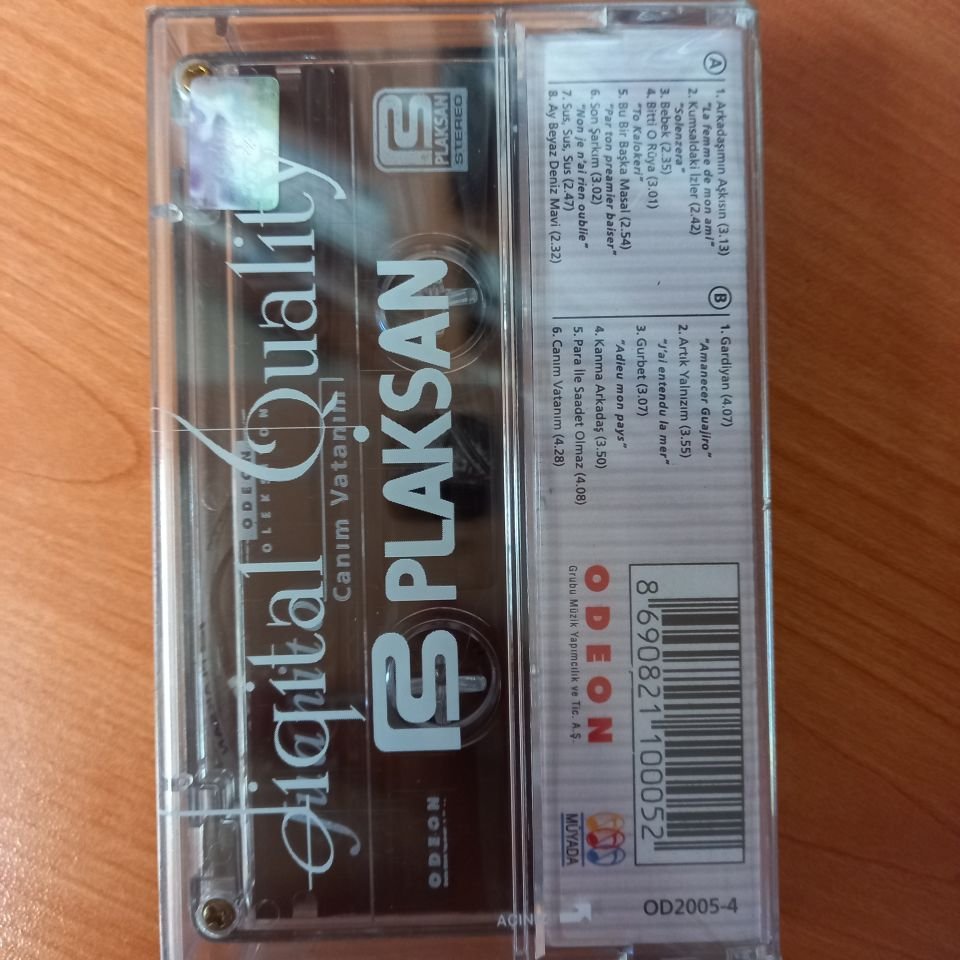 A
1. Arkadaşımın Aşkısın (3.13)
"La femme de mon ami"
2. Kumsaldaki İzler (2.42)
"Solenzera"
3. Bebek (2.35)
4. Bitti O Rüya (3.01)
"To Kalokeri"
5. Bu Bir Başka Masal (2.54)
"Par ton preamier baiser"
6. Son Şarkım (3.02)
"Non je n'ai rien oublie"
7. Sus, Sus, Sus (2.47)
8. Ay Beyaz Deniz Mavi (2.32)
B
1. Gardiyan (4.07)
"Amanecer Guajiro"
2. Artık Yalnızım (3.55)
"J'ai entendu la mer"
3. Gurbet (3.07)
"Adieu mon pays"
4. Kanma Arkadaş (3.50)
5. Para İle Saadet Olmaz (4.08)
6. Canım Vatanım (4.28)
ODEON
Grubu Müzik Yapımcılık ve Tic. A.Ş.
8 690821 100052
MÜYADA
OD2005-4
AÇINIZ
PLAKSAN
STEREO
PLAKSAN
ODEON
Canım Vatanım
Digital Quality